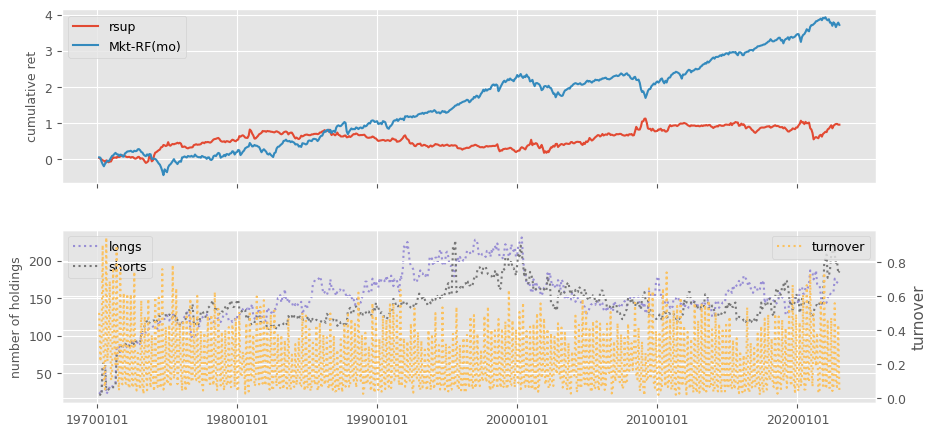 4
3
2
1
0
cumulative ret
rsup
Mkt-RF(mo)
200
150
100
50
number of holdings
longs
shorts
turnover
0.8
0.6
0.4
0.2
0.0
turnover
19700101 19800101 19900101 20000101 20100101 20200101